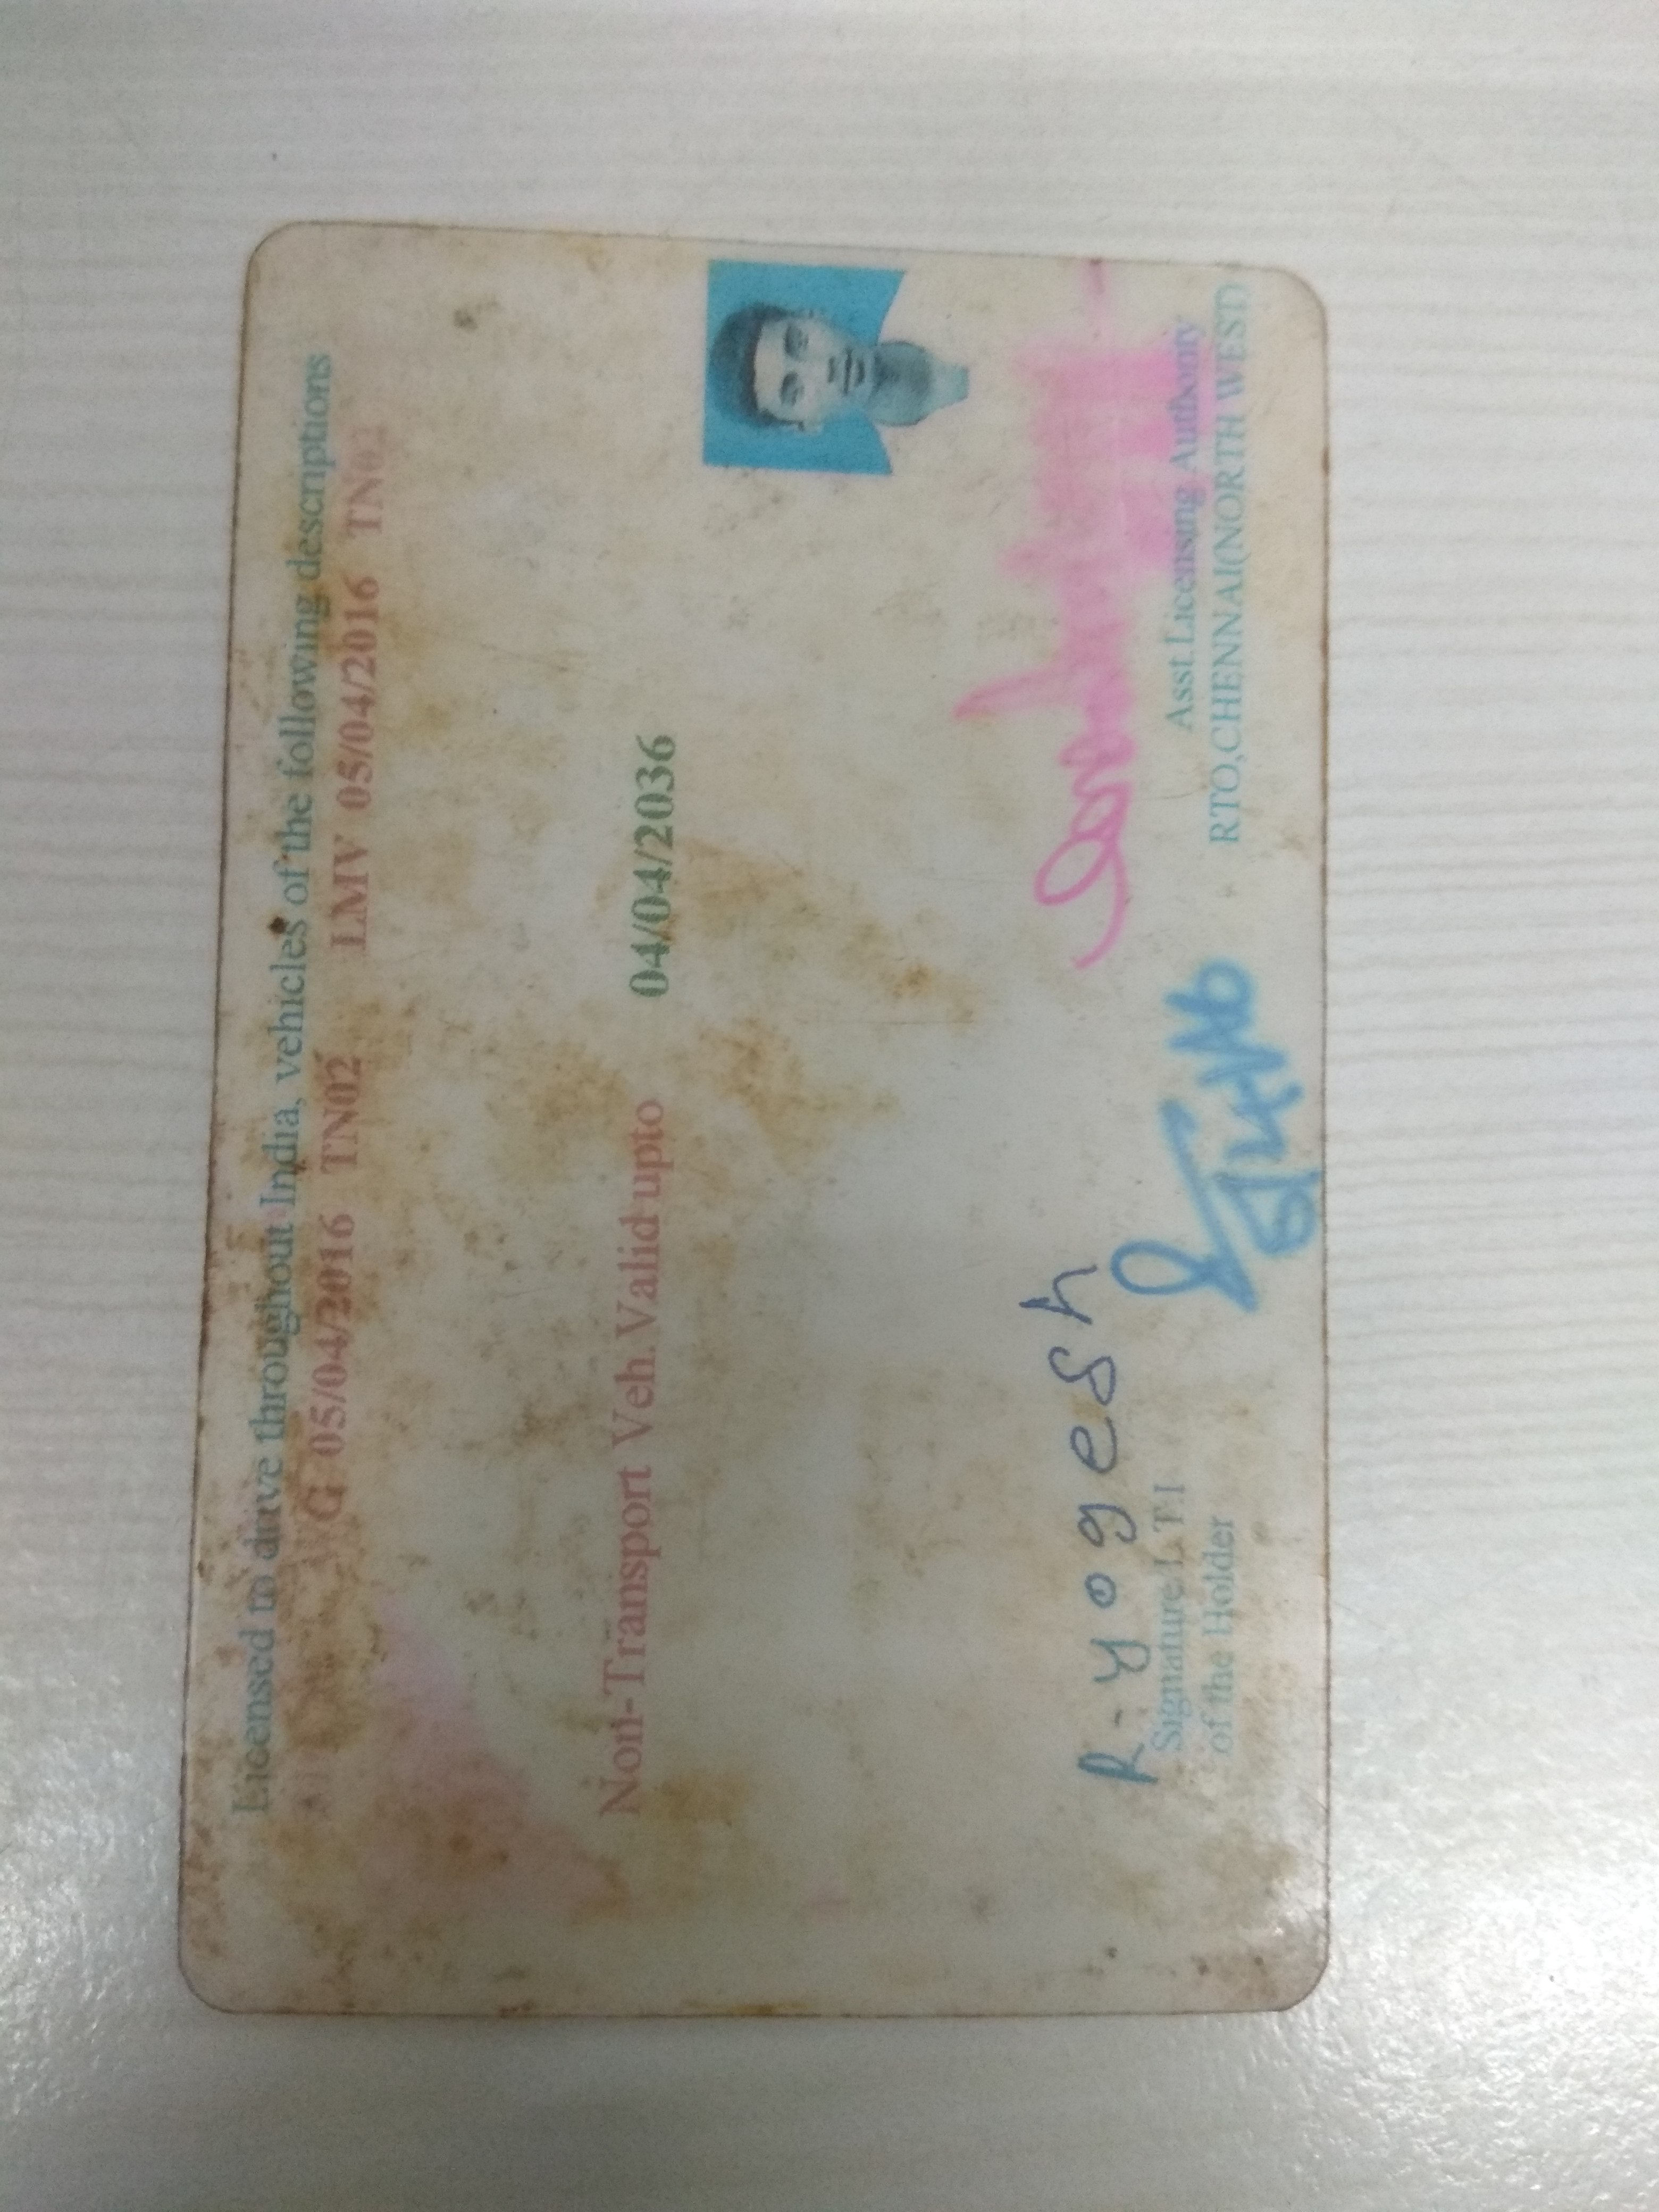 Licensed to drive throughout India, vehicles of the following descriptions
G 05/04/2016 TN02 LMV 05/04/2016 TN02
Non-Transport Veh.Valid upto 04/04/2036
R-yogesh
Signature L.T.I
of the Holder
Asst.Licensing Authority
RTO,CHENNAI(NORTH WEST)